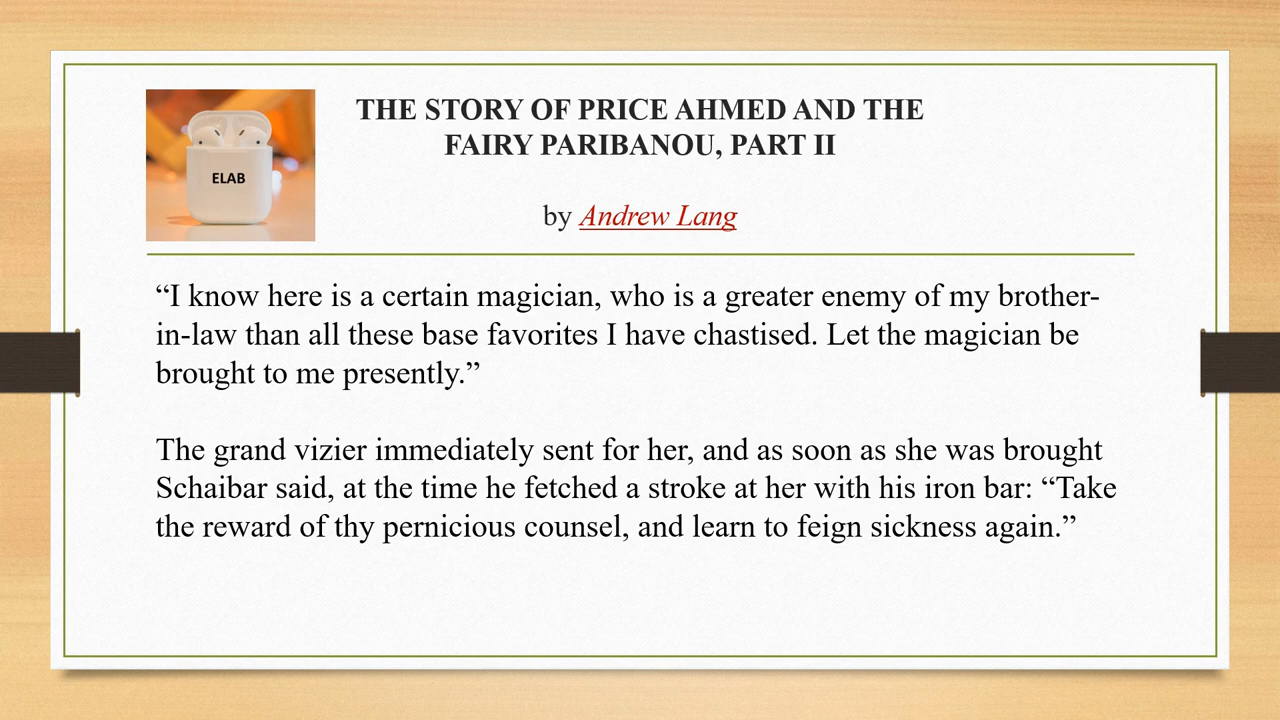 ELAB
THE STORY OF PRICE AHMED AND THE
FAIRY PARIBANOU, PART II
by Andrew Lang
“I know here is a certain magician, who is a greater enemy of my brother-
in-law than all these base favorites I have chastised. Let the magician be
brought to me presently.”
The grand vizier immediately sent for her, and as soon as she was brought
Schaibar said, at the time he fetched a stroke at her with his iron bar: “Take
the reward of thy pernicious counsel, and learn to feign sickness again.”